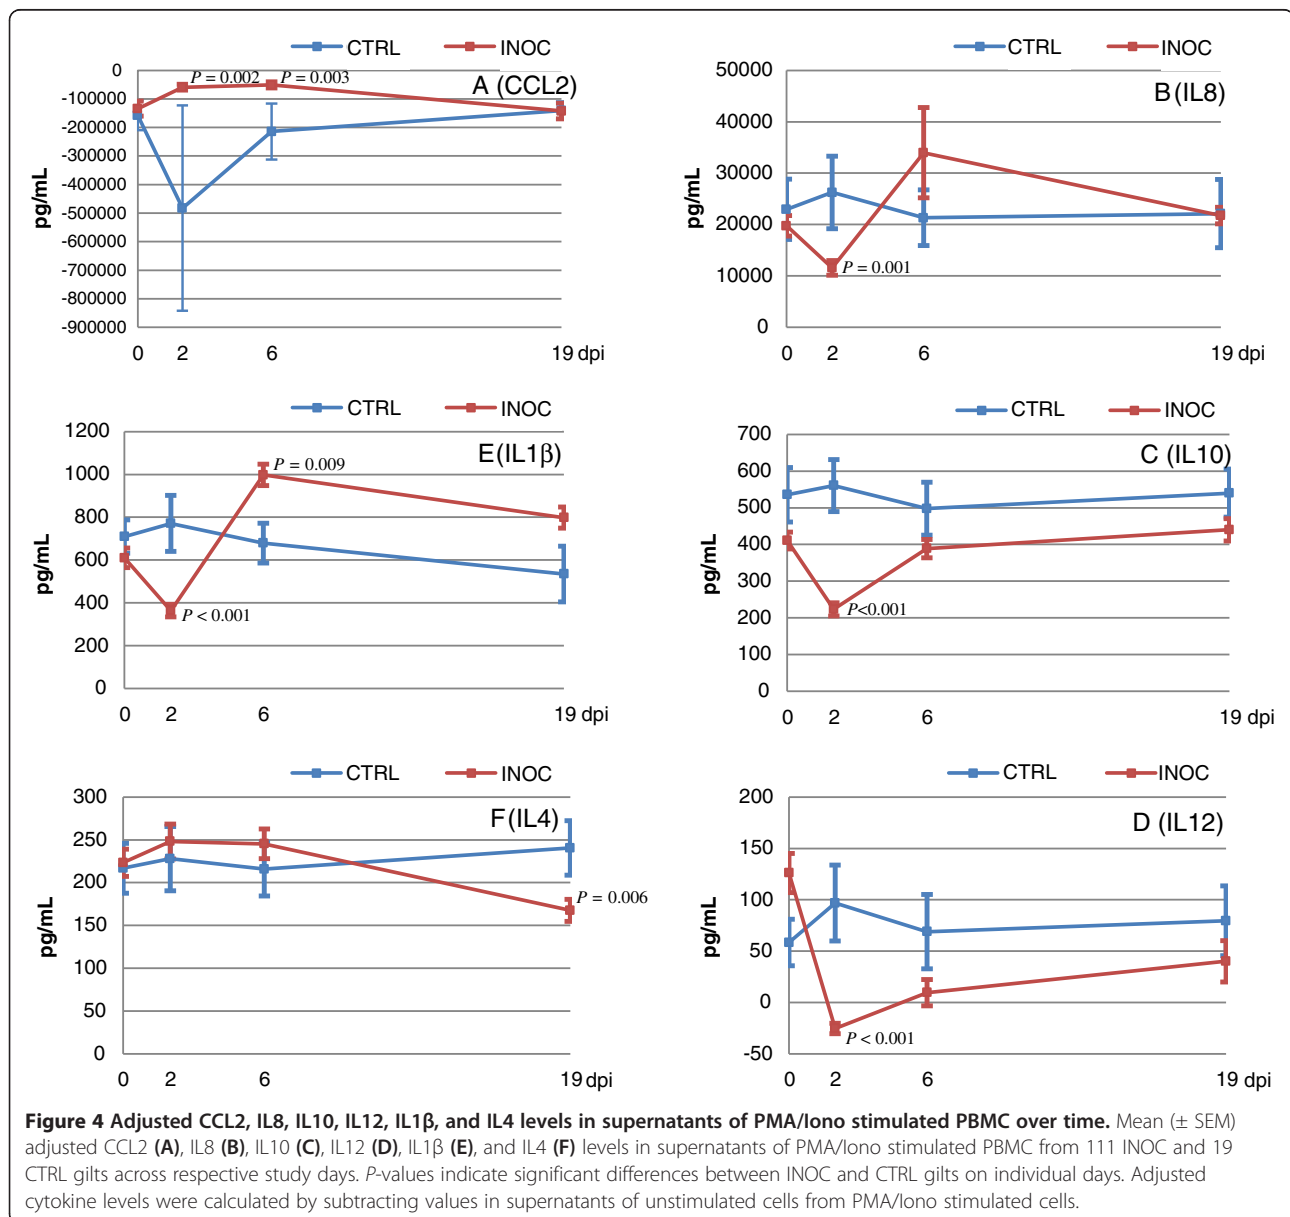 CTRL INOC
A (CCL2)
pg/mL
0
-100000
-200000
-300000
-400000
-500000
-600000
-700000
-800000
-900000
P = 0.002 P = 0.003
0 2 6 19 dpi
B (IL8)
pg/mL
50000
40000
30000
20000
10000
0
P = 0.001
0 2 6 19 dpi
CTRL INOC
E (IL1β)
pg/mL
1200
1000
800
600
400
200
0
P = 0.009
P < 0.001
0 2 6 19 dpi
CTRL INOC
C (IL10)
pg/mL
700
600
500
400
300
200
100
0
P<0.001
0 2 6 19 dpi
CTRL INOC
F (IL4)
pg/mL
300
250
200
150
100
50
0
P = 0.006
0 2 6 19 dpi
CTRL INOC
D (IL12)
pg/mL
200
150
100
50
0
-50
P < 0.001
0 2 6 19 dpi
CTRL INOC
Figure 4 Adjusted CCL2, IL8, IL10, IL12, IL1β, and IL4 levels in supernatants of PMA/Iono stimulated PBMC over time. Mean (± SEM)
adjusted CCL2 (A), IL8 (B), IL10 (C), IL12 (D), IL1β (E), and IL4 (F) levels in supernatants of PMA/Iono stimulated PBMC from 111 INOC and 19
CTRL gilts across respective study days. P-values indicate significant differences between INOC and CTRL gilts on individual days. Adjusted
cytokine levels were calculated by subtracting values in supernatants of unstimulated cells from PMA/Iono stimulated cells.